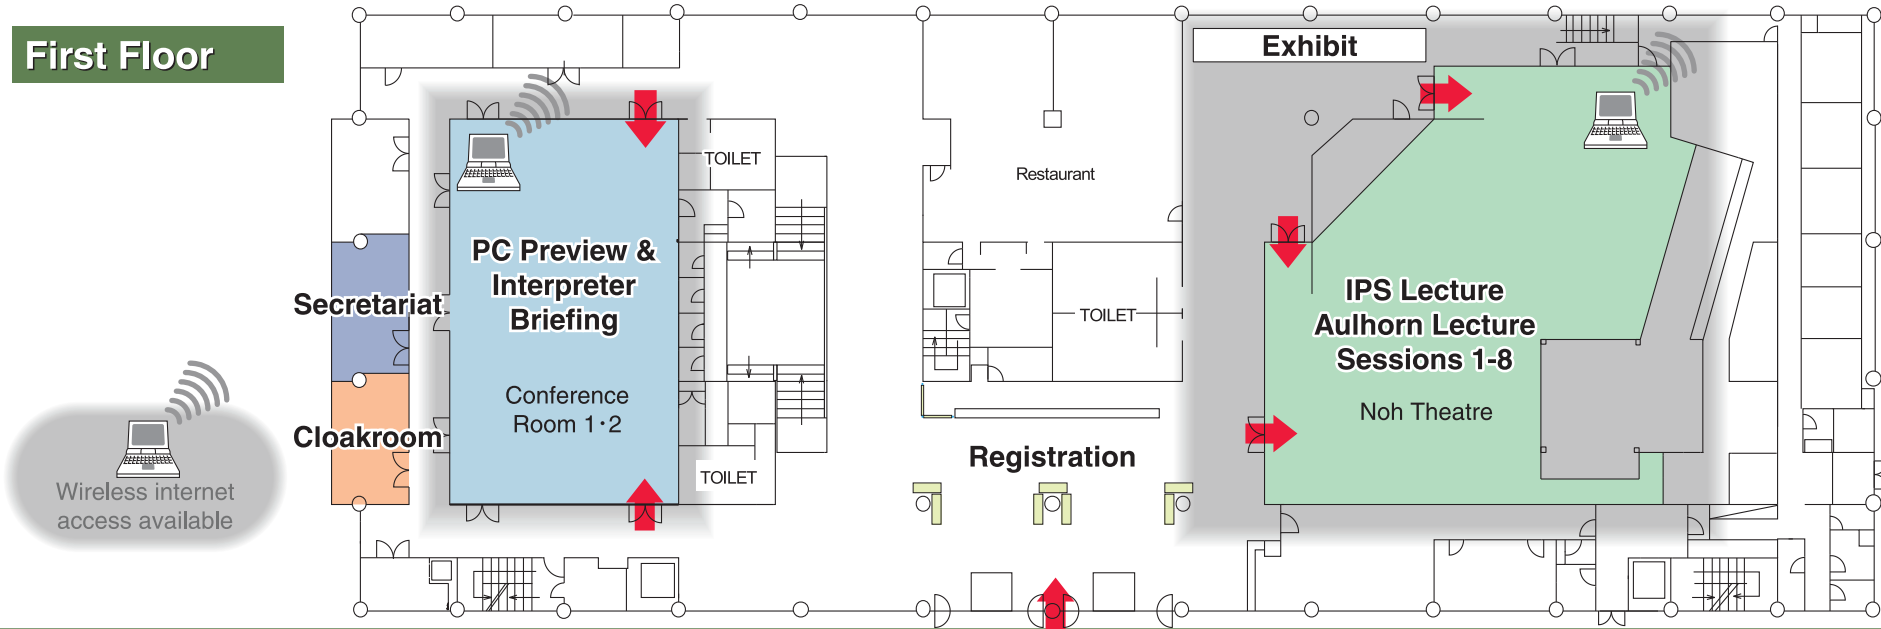 First Floor
Exhibit
TOILET
Restaurant
PC Preview &
Interpreter
Briefing
Secretariat
IPS Lecture
Aulhorn Lecture
Sessions 1-8
TOILET
Conference
Room 1･2
Noh Theatre
Cloakroom
Registration
TOILET
Wireless internet
access available